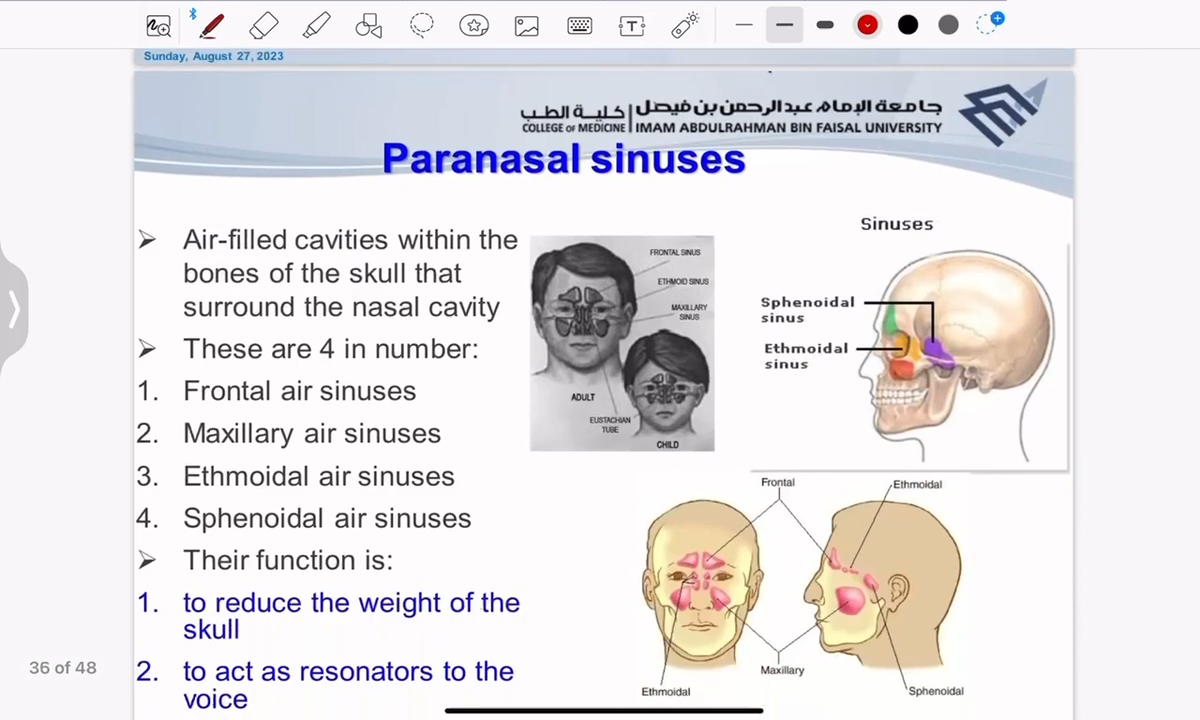 Sunday, August 27, 2023
كلية الطب | جامعة الإمام عبد الرحمن بن فيصل
COLLEGE OF MEDICINE | IMAM ABDULRAHMAN BIN FAISAL UNIVERSITY
Paranasal sinuses
➢ Air-filled cavities within the
bones of the skull that
surround the nasal cavity
➢ These are 4 in number:
1. Frontal air sinuses
2. Maxillary air sinuses
3. Ethmoidal air sinuses
4. Sphenoidal air sinuses
➢ Their function is:
1. to reduce the weight of the
skull
2. to act as resonators to the
voice
FRONTAL SINUS
ETHMOID SINUS
MAXILLARY
SINUS
ADULT
EUSTACHIAN
TUBE
CHILD
Sinuses
Sphenoidal
sinus
Ethmoidal
sinus
Frontal
Ethmoidal
Maxillary
Ethmoidal
Sphenoidal
36 of 48
T